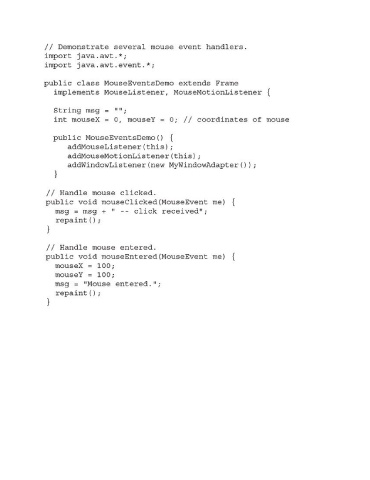 // Demonstrate several mouse event handlers.
import java.awt.*;
import java.awt.event.*;
public class MouseEventsDemo extends Frame
implements MouseListener, MouseMotionListener {
String msg = "";
int mouseX = 0, mouseY = 0; // coordinates of mouse
public MouseEventsDemo() {
addMouseListener(this);
addMouseMotionListener(this);
addWindowListener(new MyWindowAdapter());
}
// Handle mouse clicked.
public void mouseClicked(MouseEvent me) {
msg = msg + " -- click received";
repaint();
}
// Handle mouse entered.
public void mouseEntered(MouseEvent me) {
mouseX = 100;
mouseY = 100;
msg = "Mouse entered.";
repaint();
}